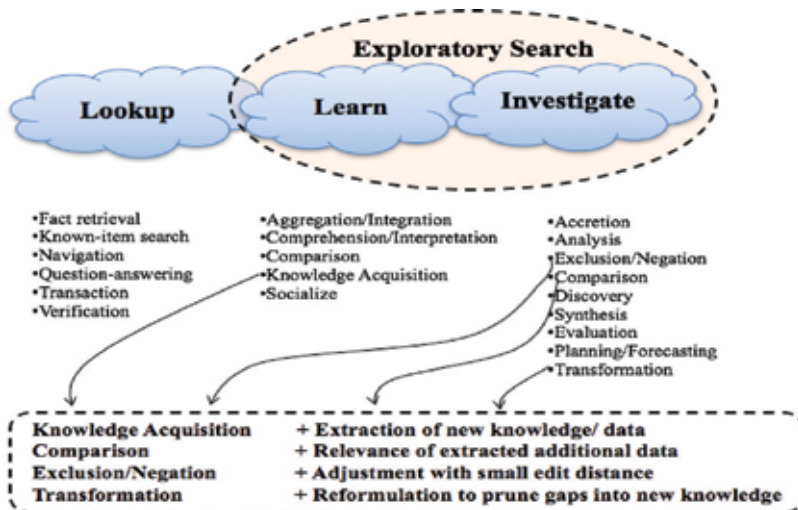 Exploratory Search
Lookup
Learn
Investigate
•Fact retrieval
•Known-item search
•Navigation
•Question-answering
•Transaction
•Verification
•Aggregation/Integration
•Comprehension/Interpretation
•Comparison
•Knowledge Acquisition
•Socialize
•Accretion
•Analysis
•Exclusion/Negation
•Comparison
•Discovery
•Synthesis
•Evaluation
•Planning/Forecasting
•Transformation
Knowledge Acquisition + Extraction of new knowledge/ data
Comparison + Relevance of extracted additional data
Exclusion/Negation + Adjustment with small edit distance
Transformation + Reformulation to prune gaps into new knowledge